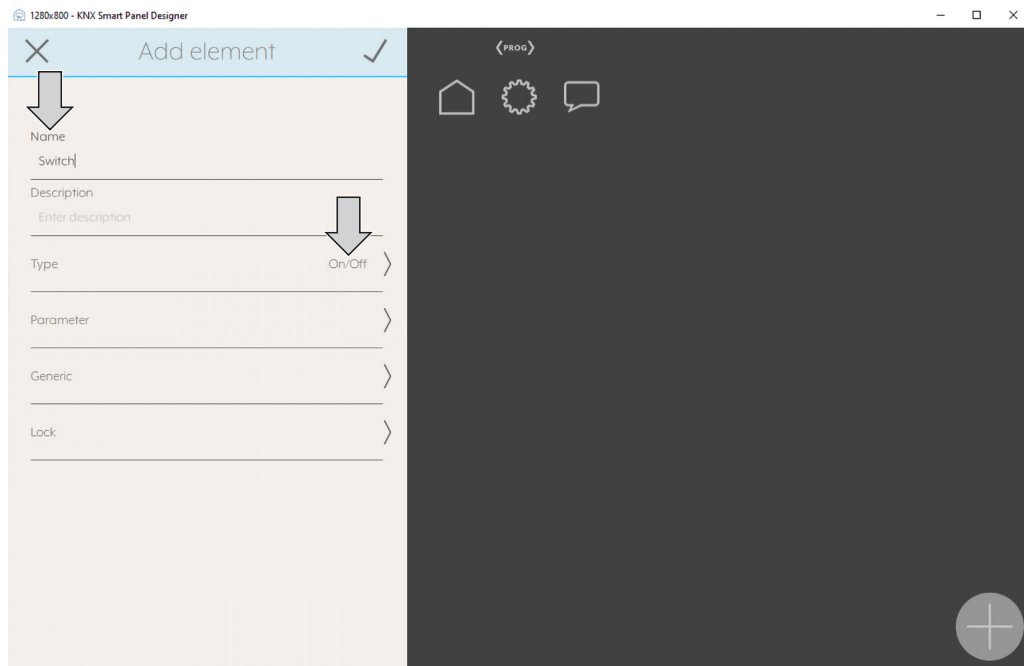 1280x800 - KNX Smart Panel Designer
Add element
PROG
Name
Switch
Description
Enter description
Type On/Off
Parameter
Generic
Lock